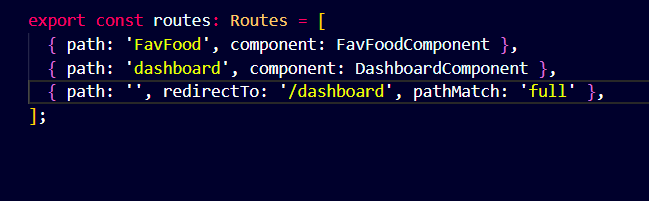 export const routes: Routes = [
{ path: 'FavFood', component: FavFoodComponent },
{ path: 'dashboard', component: DashboardComponent },
{ path: '', redirectTo: '/dashboard', pathMatch: 'full' },
];